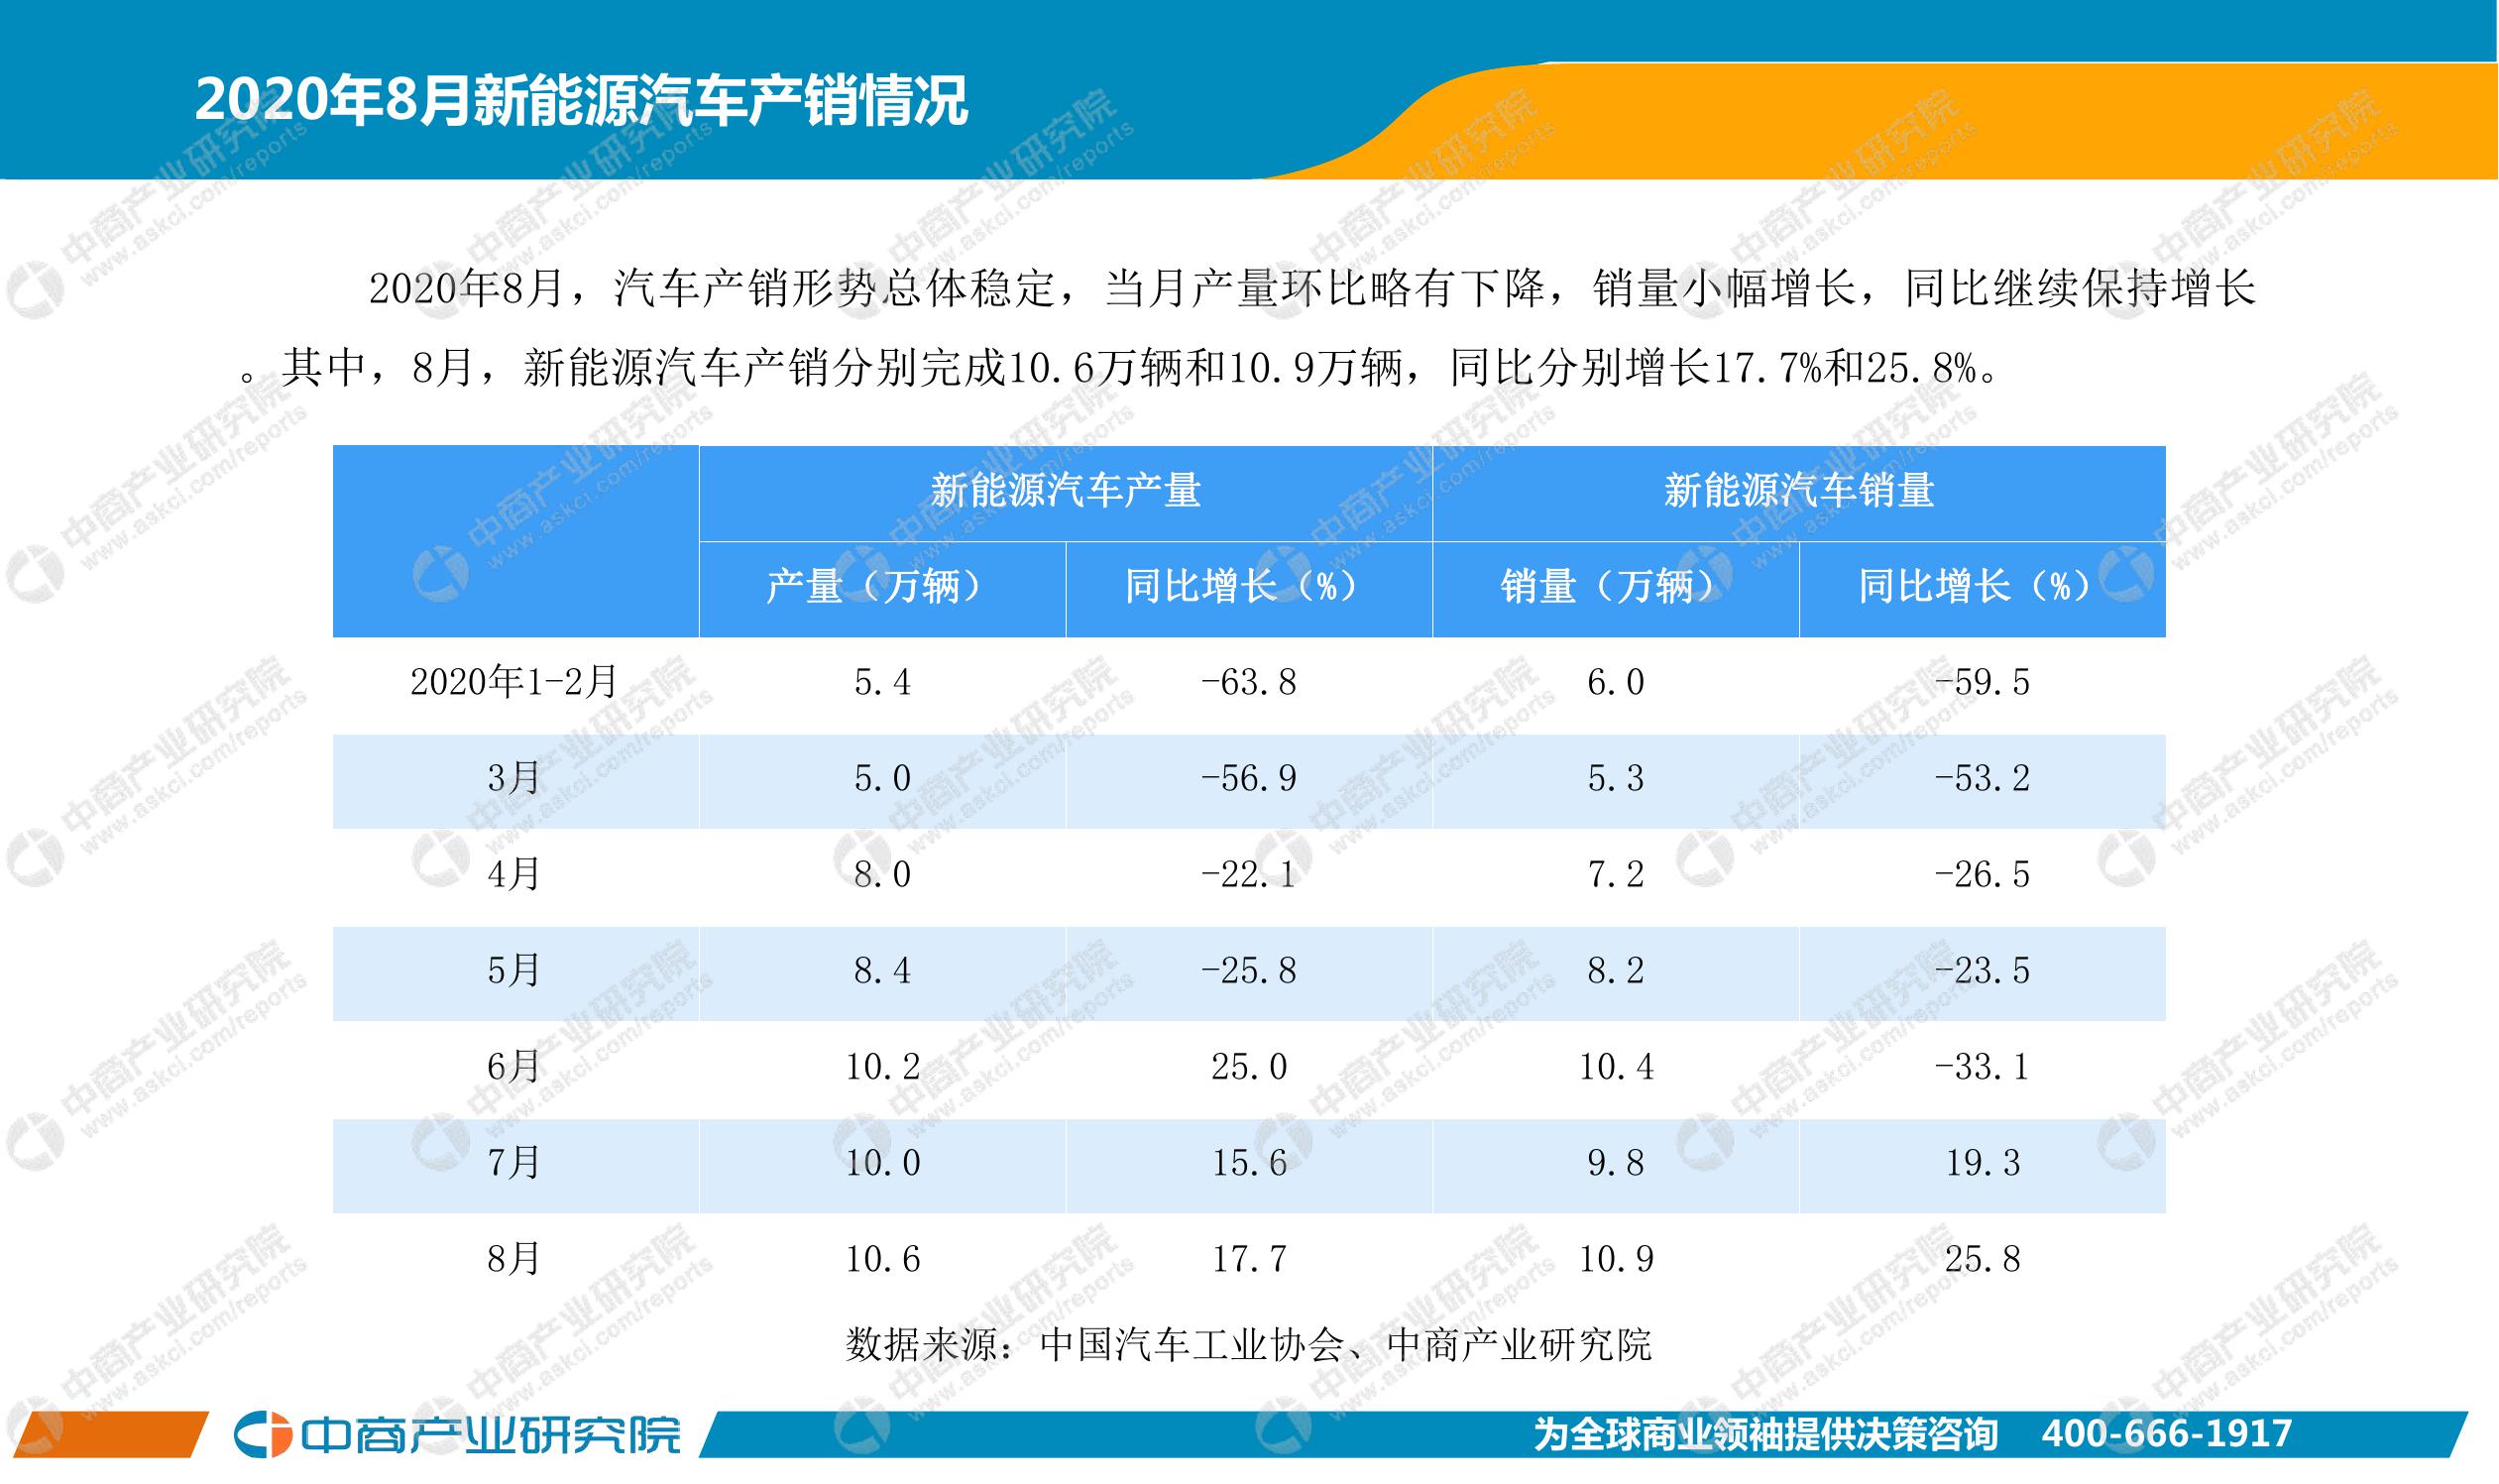 2020年8月新能源汽车产销情况
2020年8月，汽车产销形势总体稳定，当月产量环比略有下降，销量小幅增长，同比继续保持增长
。其中，8月，新能源汽车产销分别完成10.6万辆和10.9万辆，同比分别增长17.7%和25.8%。
新能源汽车产量 新能源汽车销量
产量（万辆） 同比增长（%） 销量（万辆） 同比增长（%）
2020年1-2月 5.4 -63.8 6.0 -59.5
3月 5.0 -56.9 5.3 -53.2
4月 8.0 -22.1 7.2 -26.5
5月 8.4 -25.8 8.2 -23.5
6月 10.2 25.0 10.4 -33.1
7月 10.0 15.6 9.8 19.3
8月 10.6 17.7 10.9 25.8
数据来源：中国汽车工业协会、中商产业研究院
中商产业研究院
为全球商业领袖提供决策咨询 400-666-1917
中商产业研究院
www.askci.com/reports